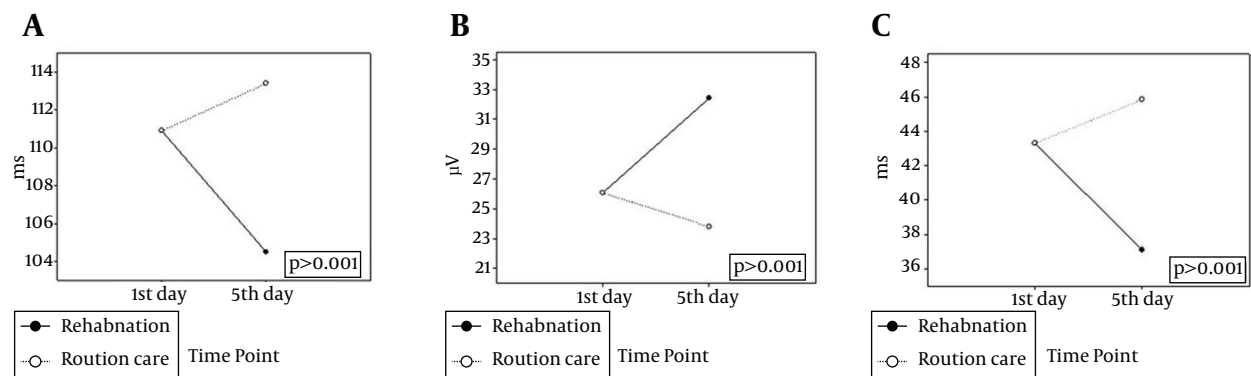 A
114
112
110
108
106
104
ms
p>0.001
1st day 5th day
Rehabnation
Roution care
Time Point
B
35
33
31
29
27
25
23
21
µV
p>0.001
1st day 5th day
Rehabnation
Roution care
Time Point
C
48
46
44
42
40
38
36
ms
p>0.001
1st day 5th day
Rehabnation
Roution care
Time Point